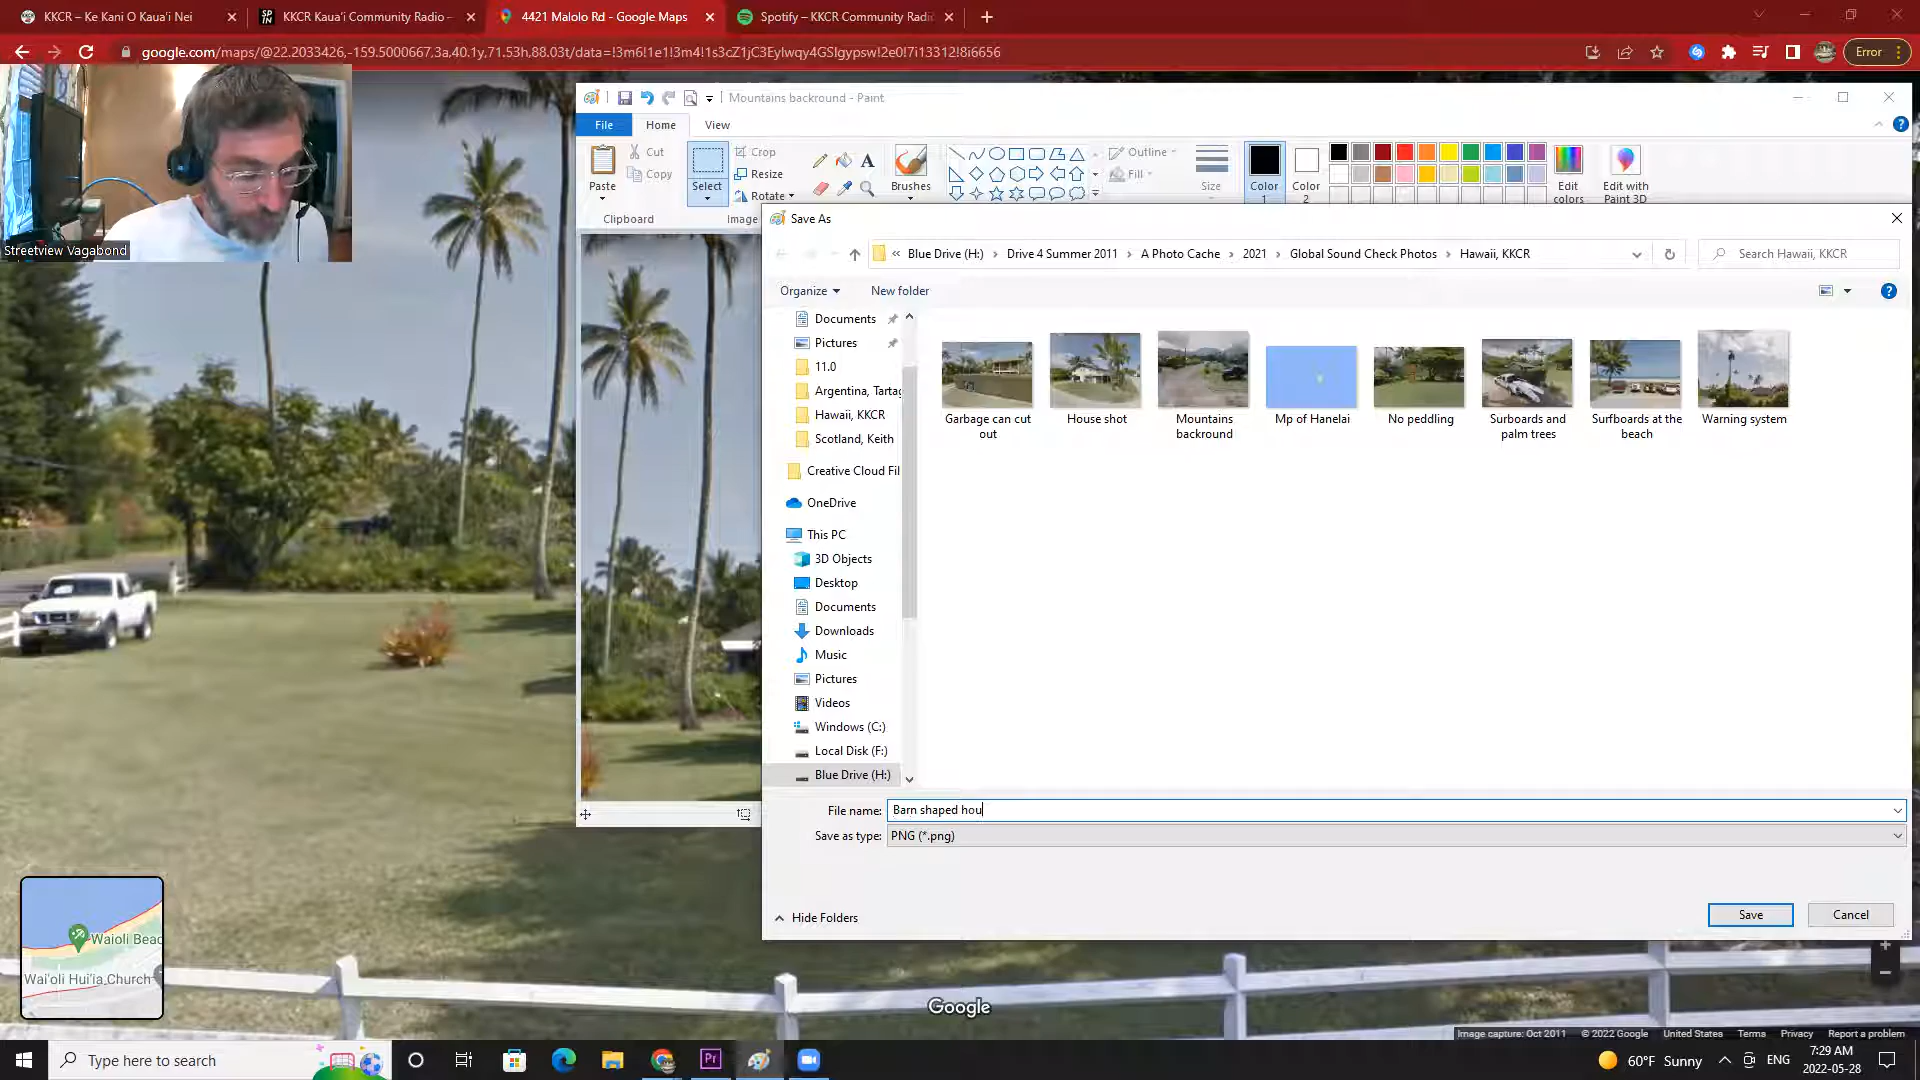 KKCR – Ke Kani O Kaua'i Nei
KKCR Kaua'i Community Radio –
4421 Malolo Rd - Google Maps
Spotify – KKCR Community Radi
google.com/maps/@22.2033426,-159.5000667,3a,40.1y,71.53h,88.03t/data=!3m6!1e1!3m4!1s3cZ1jC3Eylwqy4GSlgypsw!2e0!7i13312!8i6656
Error
Streetview Vagabond
Mountains backround - Paint
File
Home
View
Paste
Cut
Copy
Clipboard
Select
Crop
Resize
Rotate
Image
Brushes
Outline
Fill
Size
Color
1
Color
2
Edit
colors
Edit with
Paint 3D
Save As
« Blue Drive (H:) › Drive 4 Summer 2011 › A Photo Cache › 2021 › Global Sound Check Photos › Hawaii, KKCR
Search Hawaii, KKCR
Organize
New folder
Documents
Pictures
11.0
Argentina, Tartag
Hawaii, KKCR
Scotland, Keith
Creative Cloud Fil
OneDrive
This PC
3D Objects
Desktop
Documents
Downloads
Music
Pictures
Videos
Windows (C:)
Local Disk (F:)
Blue Drive (H:)
Garbage can cut
out
House shot
Mountains
backround
Mp of Hanelai
No peddling
Surboards and
palm trees
Surfboards at the
beach
Warning system
File name: Barn shaped hou
Save as type: PNG (*.png)
Hide Folders
Save
Cancel
Waioli Beac
Wai'oli Hui'ia Church
Google
Image capture: Oct 2011 © 2022 Google United States Terms Privacy Report a problem
Type here to search
Pr
60°F Sunny
ENG
7:29 AM
2022-05-28